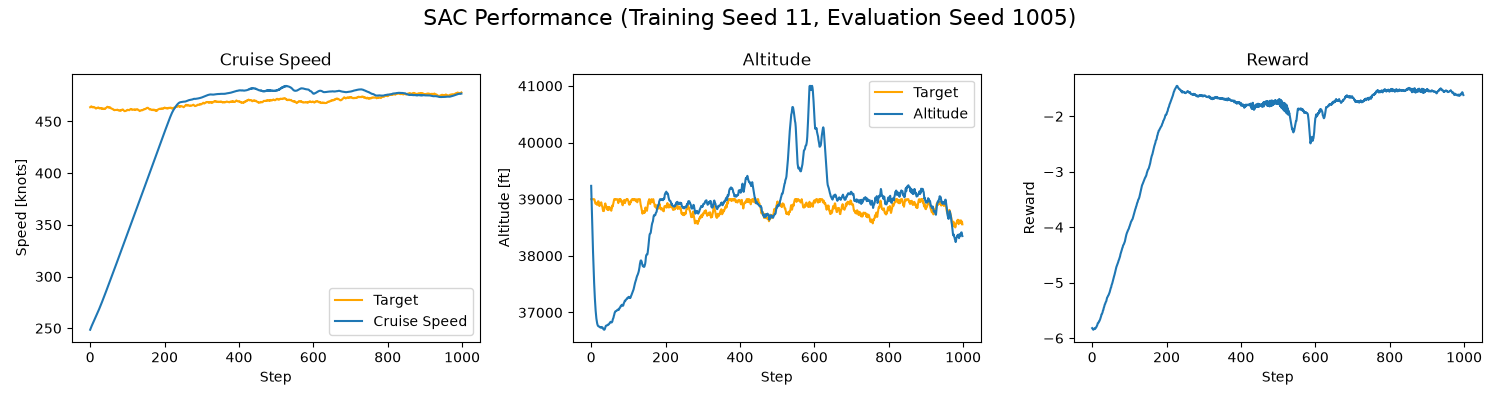 SAC Performance (Training Seed 11, Evaluation Seed 1005)
Cruise Speed
Speed [knots]
450
400
350
300
250
0 200 400 600 800 1000
Step
Target
Cruise Speed
Altitude
Altitude [ft]
41000
40000
39000
38000
37000
0 200 400 600 800 1000
Step
Target
Altitude
Reward
Reward
−2
−3
−4
−5
−6
0 200 400 600 800 1000
Step